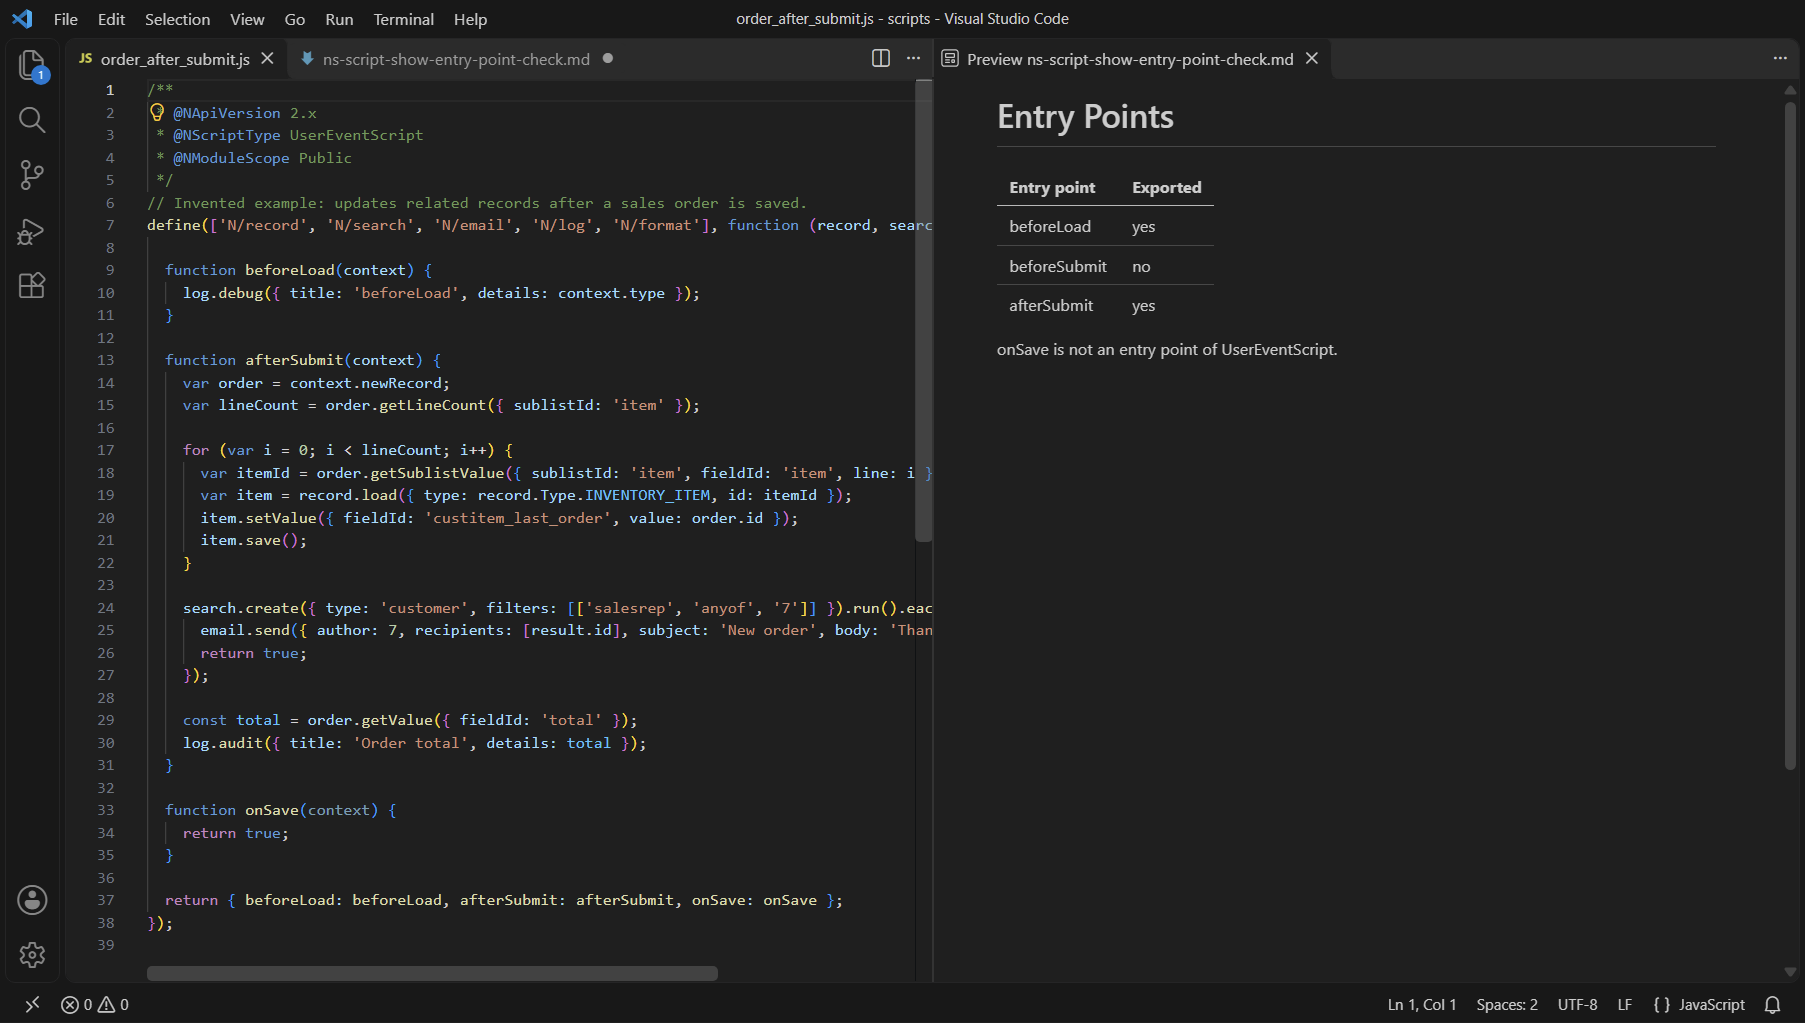 File Edit Selection View Go Run Terminal Help
order_after_submit.js - scripts - Visual Studio Code
1
JS order_after_submit.js
ns-script-show-entry-point-check.md
Preview ns-script-show-entry-point-check.md
1 /**
2 * @NApiVersion 2.x
3 * @NScriptType UserEventScript
4 * @NModuleScope Public
5 */
6 // Invented example: updates related records after a sales order is saved.
7 define(['N/record', 'N/search', 'N/email', 'N/log', 'N/format'], function (record, searc
8
9 function beforeLoad(context) {
10 log.debug({ title: 'beforeLoad', details: context.type });
11 }
12
13 function afterSubmit(context) {
14 var order = context.newRecord;
15 var lineCount = order.getLineCount({ sublistId: 'item' });
16
17 for (var i = 0; i < lineCount; i++) {
18 var itemId = order.getSublistValue({ sublistId: 'item', fieldId: 'item', line: i }
19 var item = record.load({ type: record.Type.INVENTORY_ITEM, id: itemId });
20 item.setValue({ fieldId: 'custitem_last_order', value: order.id });
21 item.save();
22 }
23
24 search.create({ type: 'customer', filters: [['salesrep', 'anyof', '7']] }).run().eac
25 email.send({ author: 7, recipients: [result.id], subject: 'New order', body: 'Than
26 return true;
27 });
28
29 const total = order.getValue({ fieldId: 'total' });
30 log.audit({ title: 'Order total', details: total });
31 }
32
33 function onSave(context) {
34 return true;
35 }
36
37 return { beforeLoad: beforeLoad, afterSubmit: afterSubmit, onSave: onSave };
38 });
39
Entry Points
Entry point Exported
beforeLoad yes
beforeSubmit no
afterSubmit yes
onSave is not an entry point of UserEventScript.
0 0
Ln 1, Col 1 Spaces: 2 UTF-8 LF { } JavaScript